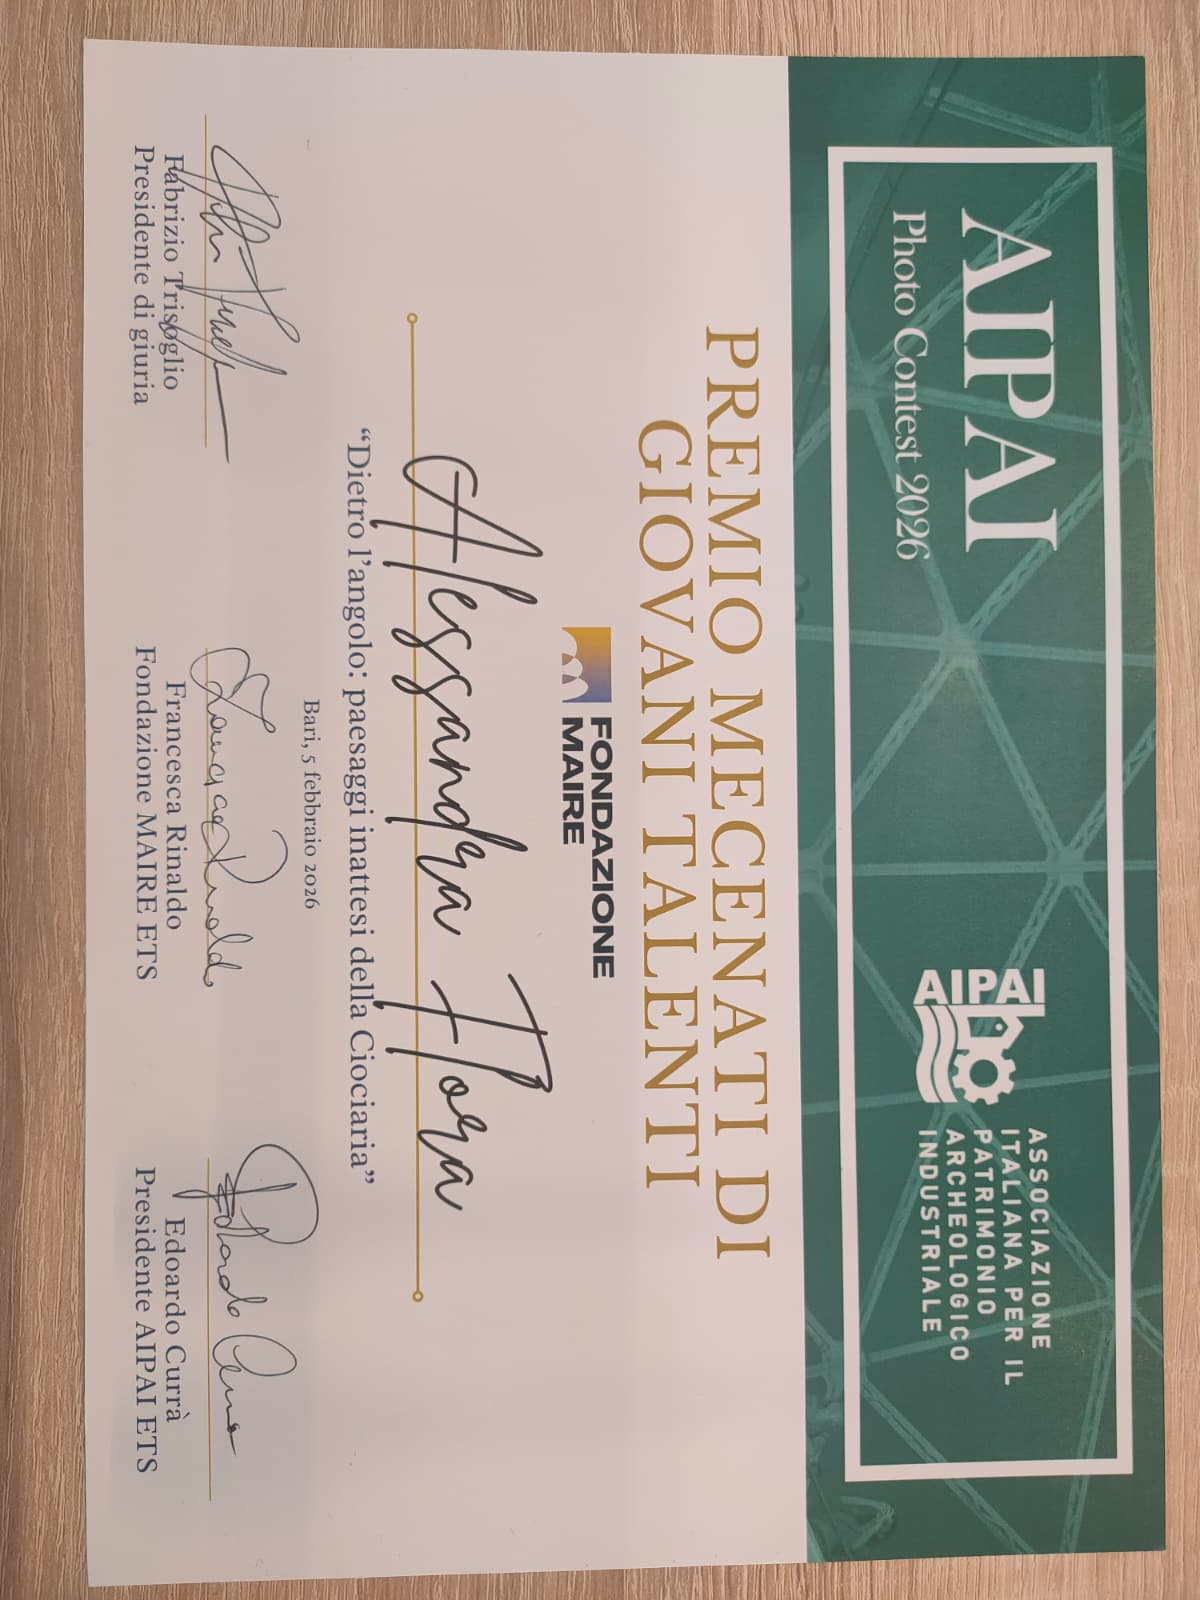 AIPAI
Photo Contest 2026
AIPAI
ASSOCIAZIONE
ITALIANA PER IL
PATRIMONIO
ARCHEOLOGICO
INDUSTRIALE
PREMIO MECENATI DI
GIOVANI TALENTI
FONDAZIONE
MAIRE
Alessandra Fora
“Dietro l’angolo: paesaggi inattesi della Ciociaria”
Bari, 5 febbraio 2026
Fabrizio Trisoglio
Presidente di giuria
Francesca Rinaldo
Fondazione MAIRE ETS
Edoardo Currà
Presidente AIPAI ETS